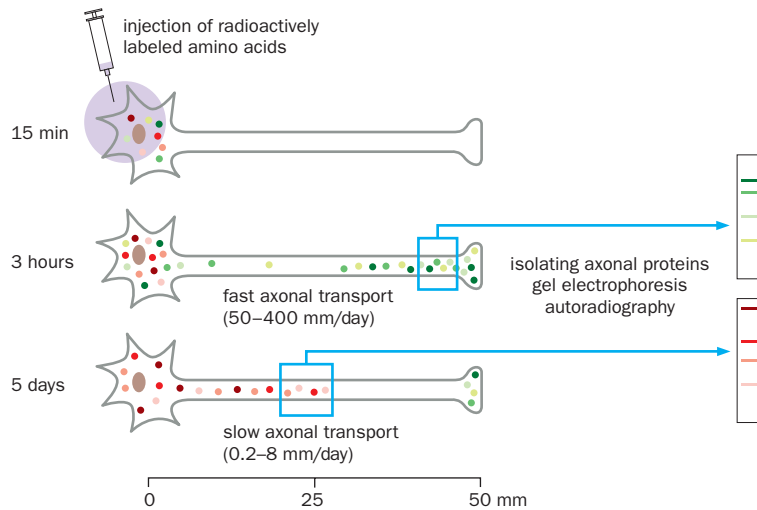 injection of radioactively
labeled amino acids
15 min
3 hours
fast axonal transport
(50–400 mm/day)
isolating axonal proteins
gel electrophoresis
autoradiography
5 days
slow axonal transport
(0.2–8 mm/day)
0
25
50 mm